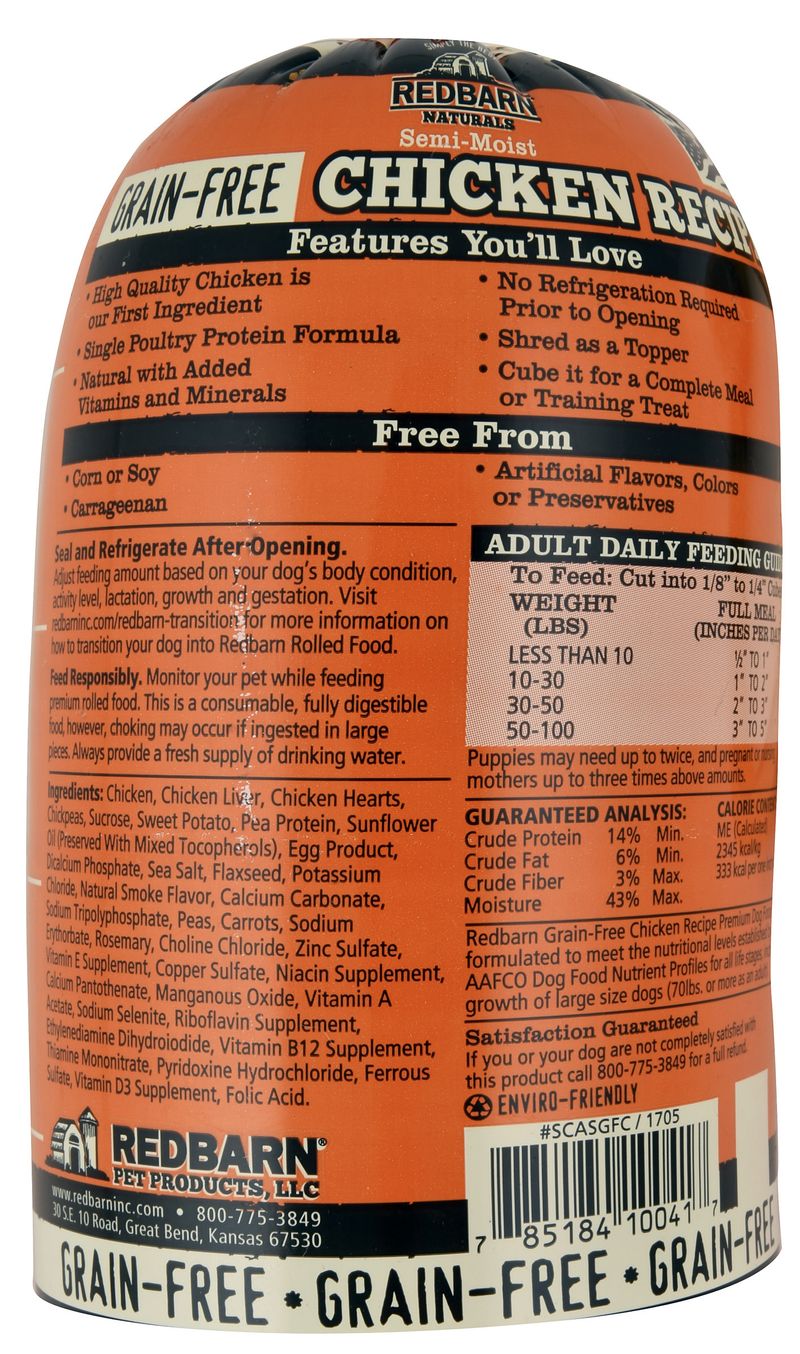 SIMPLY THE
REDBARN
NATURALS
Semi-Moist
GRAIN-FREE CHICKEN
Features You'll Love
• High Quality Chicken is
our First Ingredient
• Single Poultry Protein Formula
• Natural with Added
Vitamins and Minerals
• No Refrigeration Required
Prior to Opening
• Shred as a Topper
• Cube it for a Complete Meal
or Training Treat
Free From
• Corn or Soy
• Carrageenan
• Artificial Flavors, Colors
or Preservatives
Seal and Refrigerate After Opening.
Adjust feeding amount based on your dog's body condition,
activity level, lactation, growth and gestation. Visit
redbarninc.com/redbarn-transition for more information on
how to transition your dog into Redbarn Rolled Food.
Feed Responsibly. Monitor your pet while feeding
premium rolled food. This is a consumable, fully digestible
food, however, choking may occur if ingested in large
pieces. Always provide a fresh supply of drinking water.
Ingredients: Chicken, Chicken Liver, Chicken Hearts,
Chickpeas, Sucrose, Sweet Potato, Pea Protein, Sunflower
Oil (Preserved With Mixed Tocopherols), Egg Product,
Dicalcium Phosphate, Sea Salt, Flaxseed, Potassium
Chloride, Natural Smoke Flavor, Calcium Carbonate,
Sodium Tripolyphosphate, Peas, Carrots, Sodium
Erythorbate, Rosemary, Choline Chloride, Zinc Sulfate,
Vitamin E Supplement, Copper Sulfate, Niacin Supplement,
Calcium Pantothenate, Manganous Oxide, Vitamin A
Acetate, Sodium Selenite, Riboflavin Supplement,
Ethylenediamine Dihydroiodide, Vitamin B12 Supplement,
Thiamine Mononitrate, Pyridoxine Hydrochloride, Ferrous
Sulfate, Vitamin D3 Supplement, Folic Acid.
REDBARN®
PET PRODUCTS, LLC
www.redbarninc.com • 800-775-3849
30 S.E. 10 Road, Great Bend, Kansas 67530
ADULT DAILY FEEDING
To Feed: Cut into 1/8" to 1/4"
WEIGHT (LBS) FULL MEAL (INCHES PER
LESS THAN 10 ½" TO 1"
10-30 1" TO 2"
30-50 2" TO 3"
50-100 3" TO 5"
Puppies may need up to twice, and pregnant or
mothers up to three times above amounts.
GUARANTEED ANALYSIS:
Crude Protein 14% Min.
Crude Fat 6% Min.
Crude Fiber 3% Max.
Moisture 43% Max.
CALORIE
ME (Calculated)
2345 kcal/kg
333 kcal per
Redbarn Grain-Free Chicken Recipe Premium Dog
formulated to meet the nutritional levels established
AAFCO Dog Food Nutrient Profiles for all life stages,
growth of large size dogs (70lbs. or more as an
Satisfaction Guaranteed
If you or your dog are not completely satisfied with
this product call 800-775-3849 for a full refund.
ENVIRO-FRIENDLY
#SCASGFC / 1705
7 85184 10041 7
GRAIN-FREE • GRAIN-FREE • GRAIN-FREE